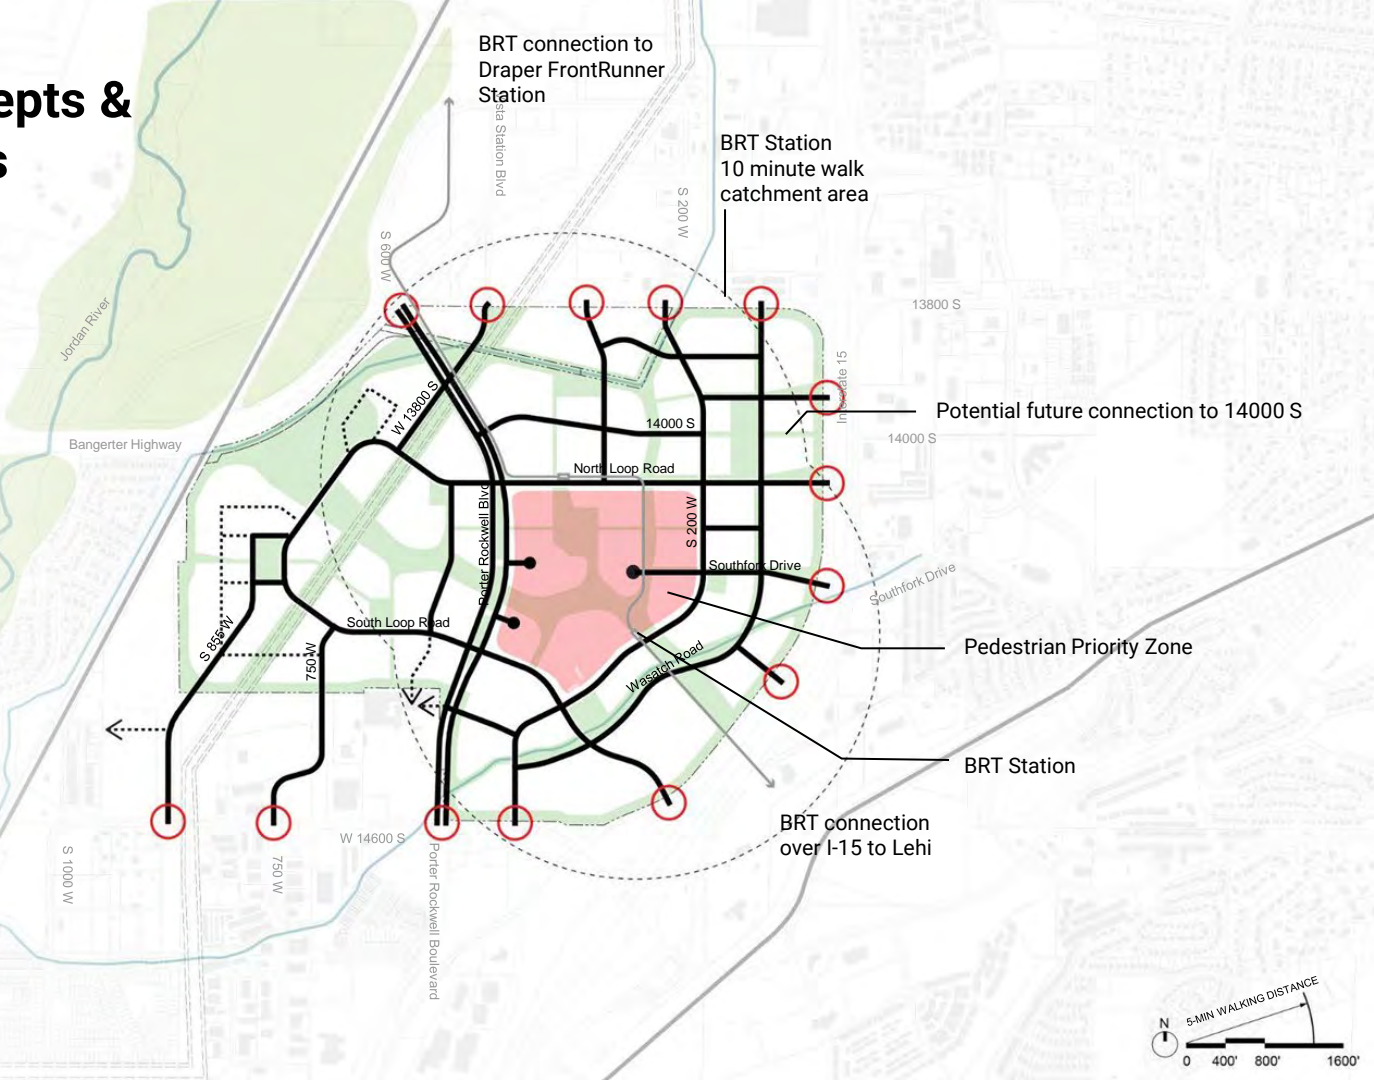 epts &
s
BRT connection to
Draper FrontRunner
Station
sta Station Blvd
BRT Station
10 minute walk
catchment area
S 200 W
S 600 W
Jordan River
13800 S
Interstate 15
Potential future connection to 14000 S
14000 S
Bangerter Highway
W 13800 S
14000 S
North Loop Road
Porter Rockwell Blvd
S 200 W
Southfork Drive
Southfork Drive
South Loop Road
S 855 W
750 W
Wasatch Road
Pedestrian Priority Zone
BRT Station
BRT connection
over I-15 to Lehi
W 14600 S
S 1000 W
750 W
Porter Rockwell Boulevard
5-MIN WALKING DISTANCE
N
0 400' 800' 1600'